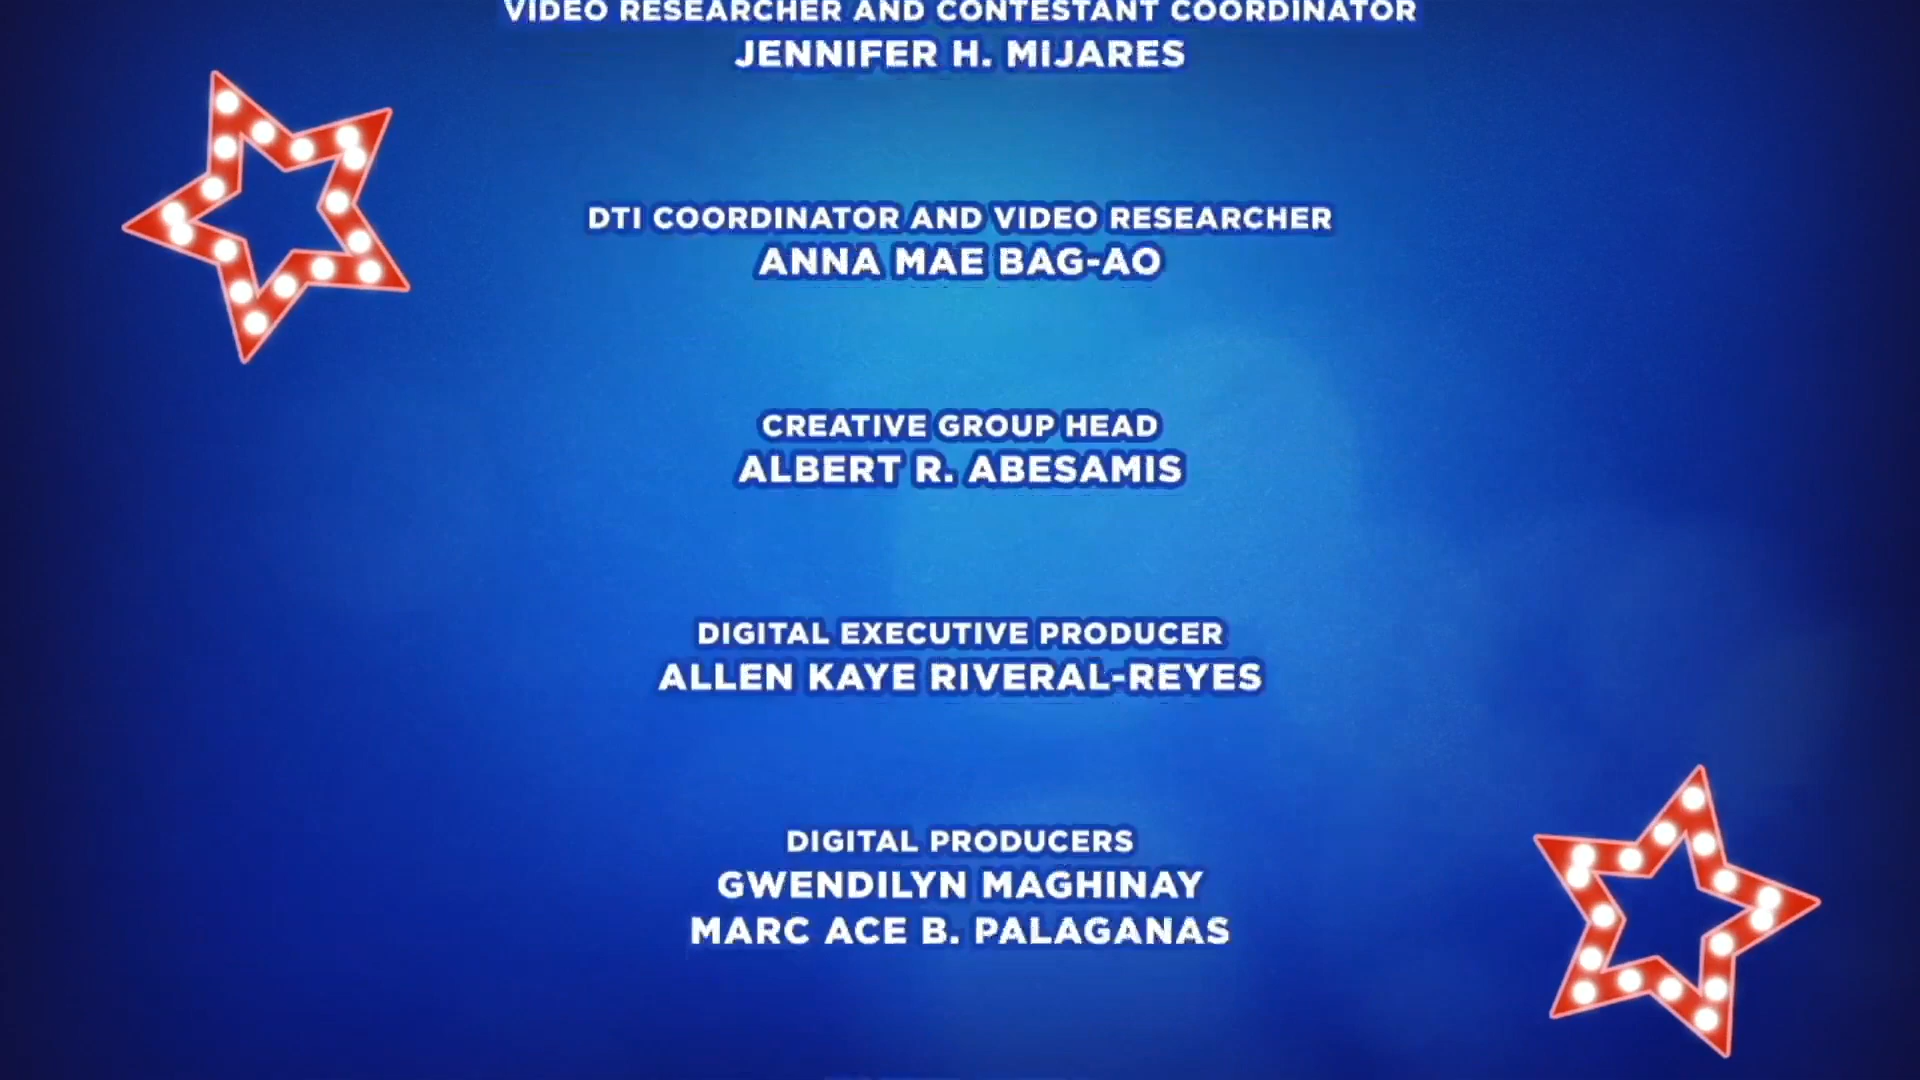 VIDEO RESEARCHER AND CONTESTANT COORDINATOR
JENNIFER H. MIJARES
DTI COORDINATOR AND VIDEO RESEARCHER
ANNA MAE BAG-AO
CREATIVE GROUP HEAD
ALBERT R. ABESAMIS
DIGITAL EXECUTIVE PRODUCER
ALLEN KAYE RIVERAL-REYES
DIGITAL PRODUCERS
GWENDILYN MAGHINAY
MARC ACE B. PALAGANAS